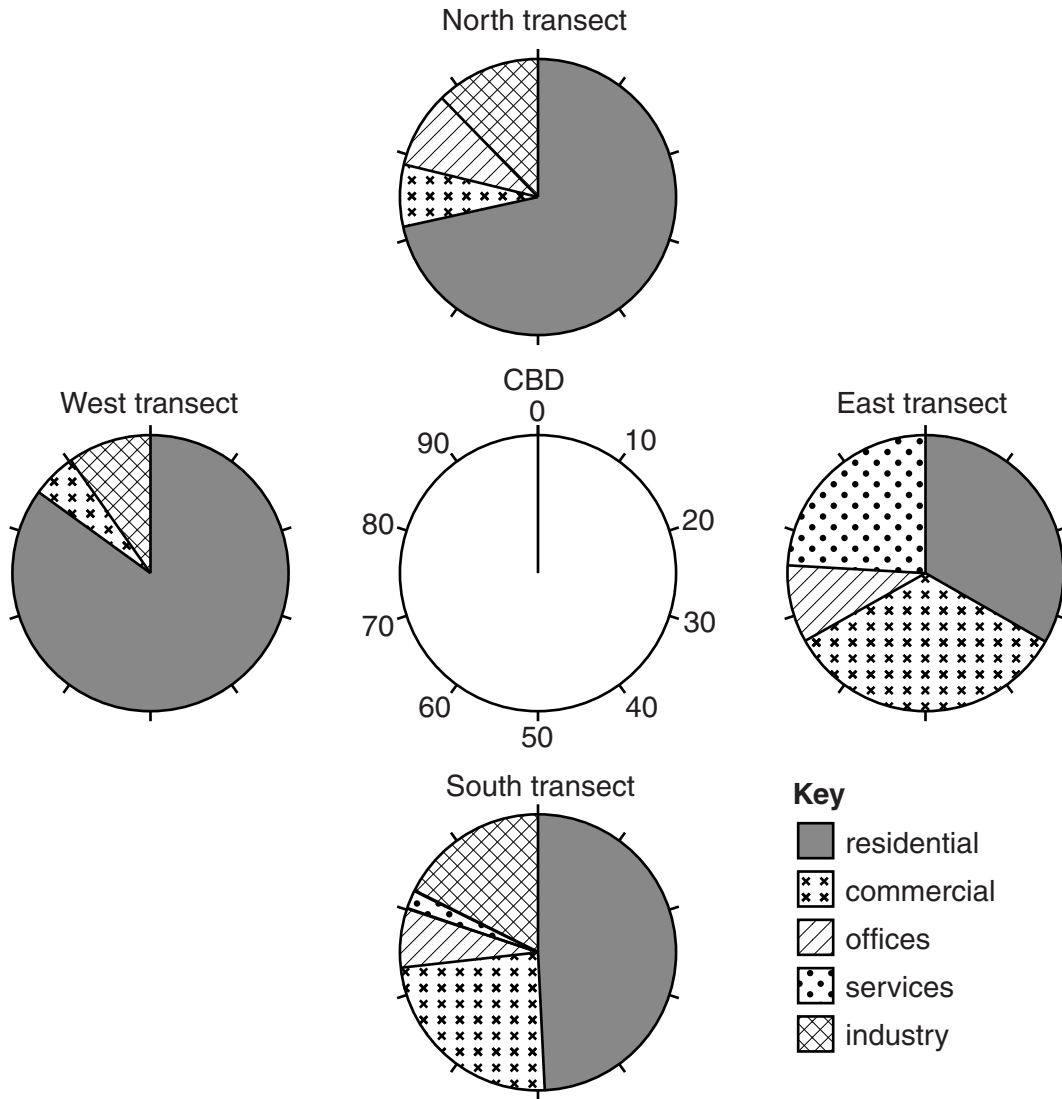 North transect
West transect
CBD
East transect
0
90
10
80
20
70
30
60
40
50
South transect
Key
residential
commercial
offices
services
industry